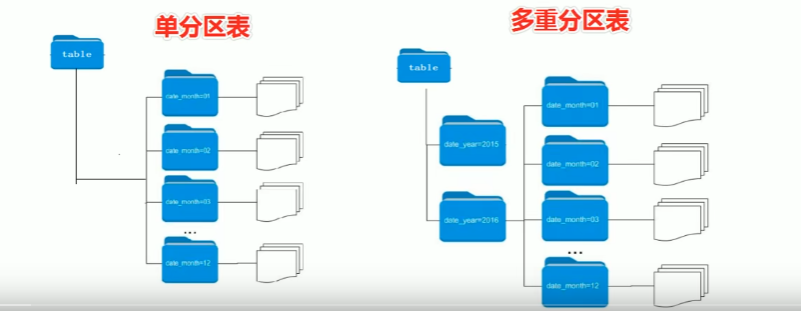 单分区表
table
date_month=01
date_month=02
date_month=03
...
date_month=12
多重分区表
table
date_year=2015
date_year=2016
date_month=01
date_month=02
date_month=03
...
date_month=12